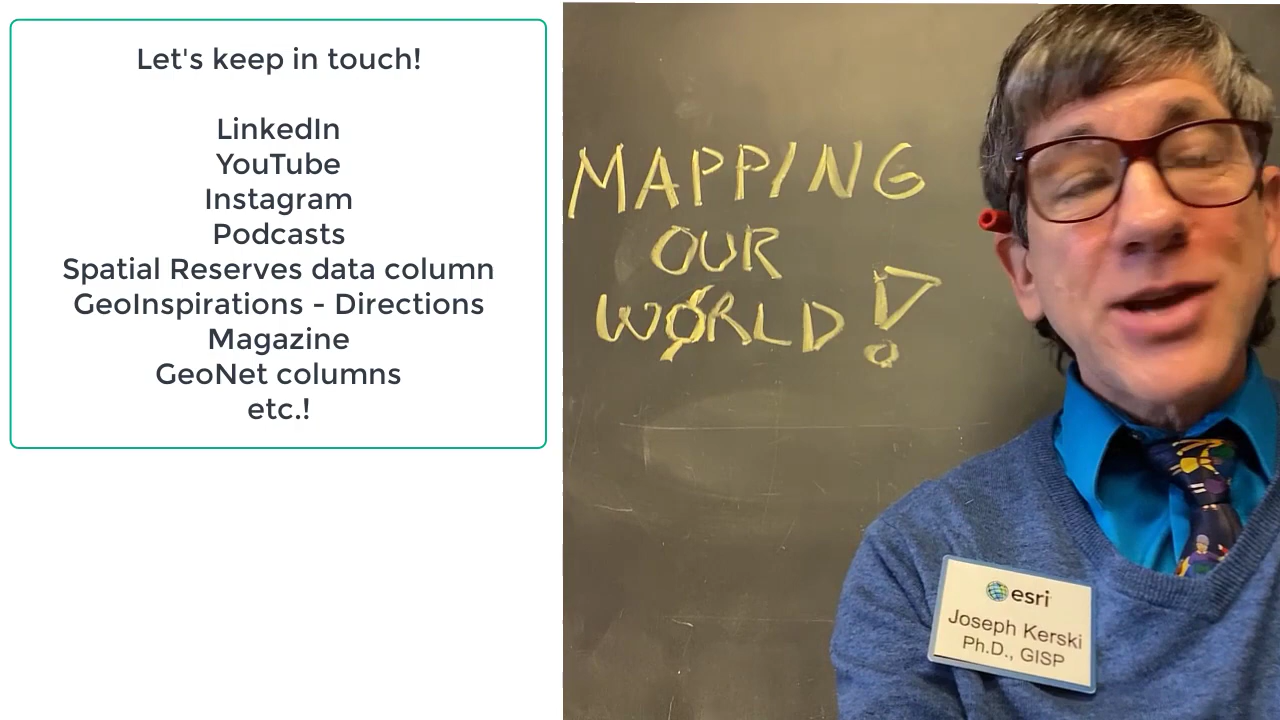 Let's keep in touch!
LinkedIn
YouTube
Instagram
Podcasts
Spatial Reserves data column
GeoInspirations - Directions
Magazine
GeoNet columns
etc.!
MAPPING
OUR
WORLD!
esri
Joseph Kerski
Ph.D., GISP